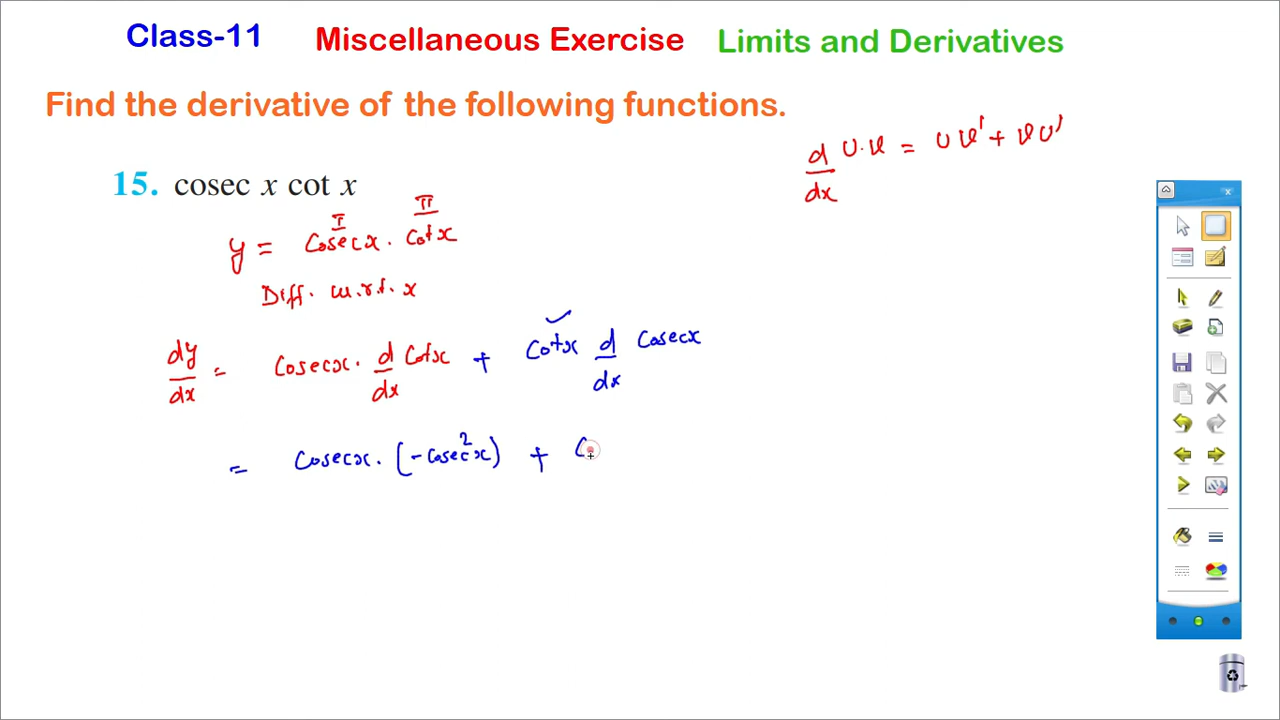 Class-11 Miscellaneous Exercise Limits and Derivatives
Find the derivative of the following functions.
d/dx U.V = UV' + VU'
15. cosec x cot x
I II
y = Cosecx . Cotx
Diff. w.r.t. x
dy/dx = Cosecx . d/dx Cotx + Cotx d/dx Cosecx
= Cosecx . (-Cosec²x) + C